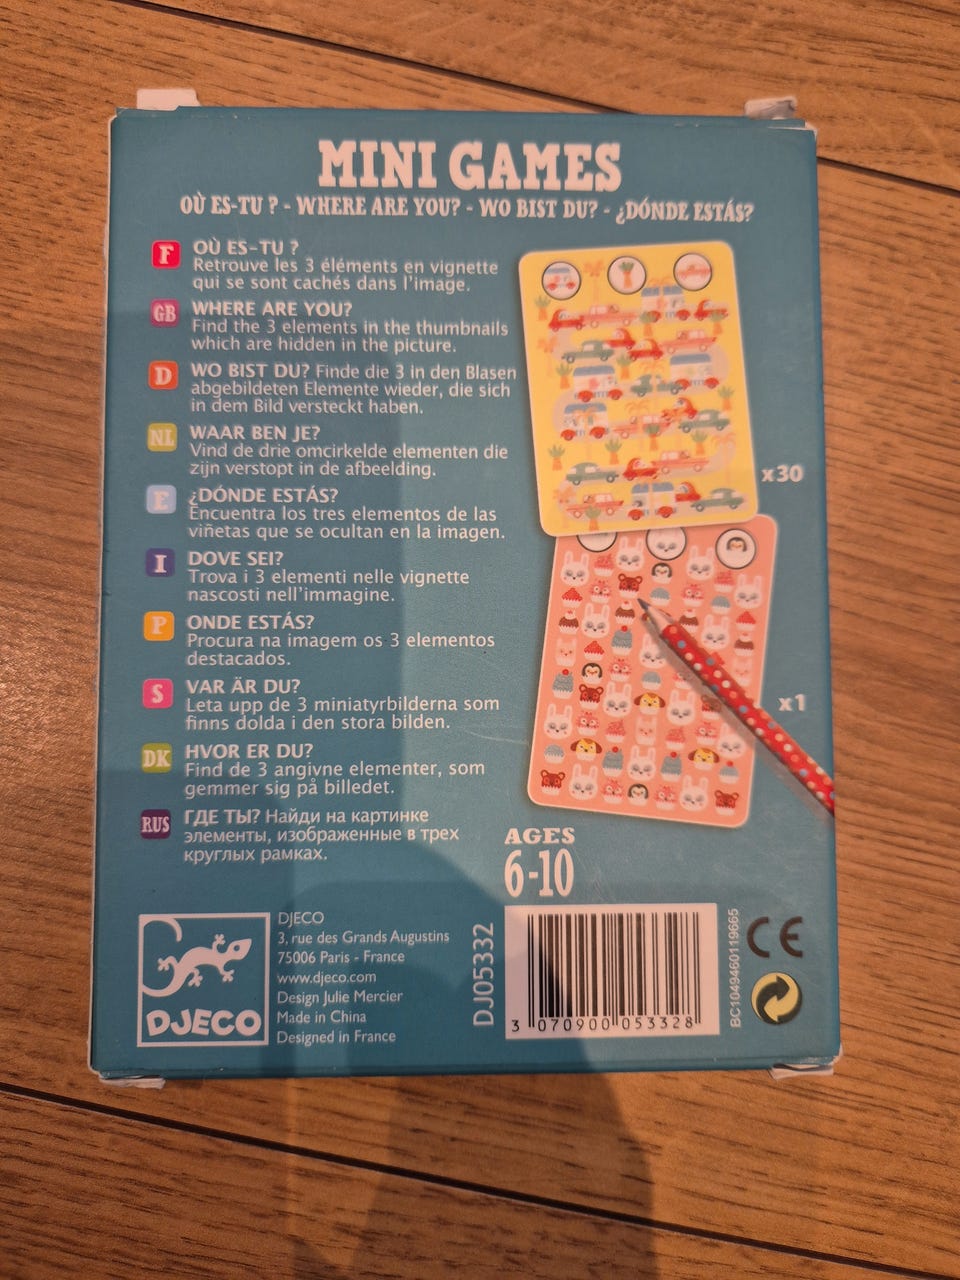 MINI GAMES
OÙ ES-TU ? - WHERE ARE YOU? - WO BIST DU? - ¿DÓNDE ESTÁS?
F
OÙ ES-TU ?
Retrouve les 3 éléments en vignette
qui se sont cachés dans l'image.
GB
WHERE ARE YOU?
Find the 3 elements in the thumbnails
which are hidden in the picture.
D
WO BIST DU? Finde die 3 in den Blasen
abgebildeten Elemente wieder, die sich
in dem Bild versteckt haben.
NL
WAAR BEN JE?
Vind de drie omcirkelde elementen die
zijn verstopt in de afbeelding.
E
¿DÓNDE ESTÁS?
Encuentra los tres elementos de las
viñetas que se ocultan en la imagen.
I
DOVE SEI?
Trova i 3 elementi nelle vignette
nascosti nell'immagine.
P
ONDE ESTÁS?
Procura na imagem os 3 elementos
destacados.
S
VAR ÄR DU?
Leta upp de 3 miniatyrbilderna som
finns dolda i den stora bilden.
DK
HVOR ER DU?
Find de 3 angivne elementer, som
gemmer sig på billedet.
RUS
ГДЕ ТЫ? Найди на картинке
элементы, изображенные в трех
круглых рамках.
x30
x1
AGES
6-10
DJECO
DJECO
3, rue des Grands Augustins
75006 Paris - France
www.djeco.com
Design Julie Mercier
Made in China
Designed in France
DJ05332
3 070900 053328
BC1049460119665
CE